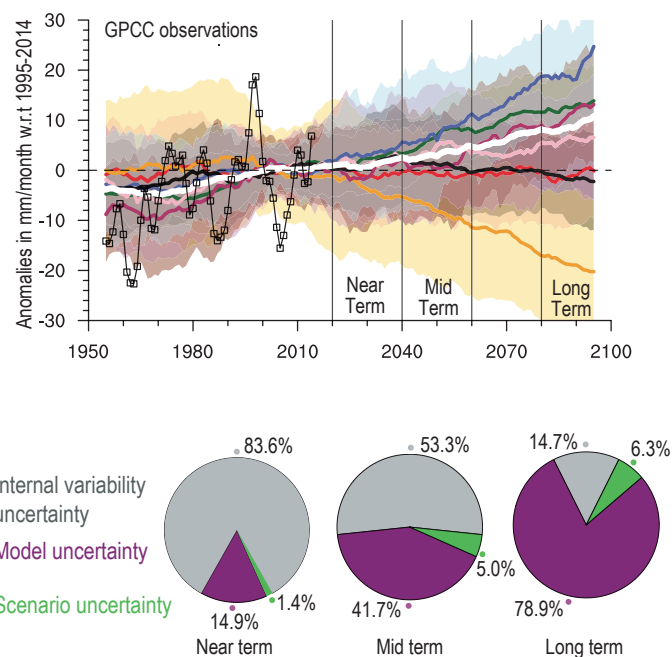 30
GPCC observations
20
10
0
-10
-20
-30
Anomalies in mm/month w.r.t 1995-2014
Near
Term
Mid
Term
Long
Term
1950
1980
2010
2040
2070
2100
nternal variability
uncertainty
Model uncertainty
Scenario uncertainty
83.6%
14.9%
1.4%
Near term
53.3%
5.0%
41.7%
Mid term
14.7%
6.3%
78.9%
Long term